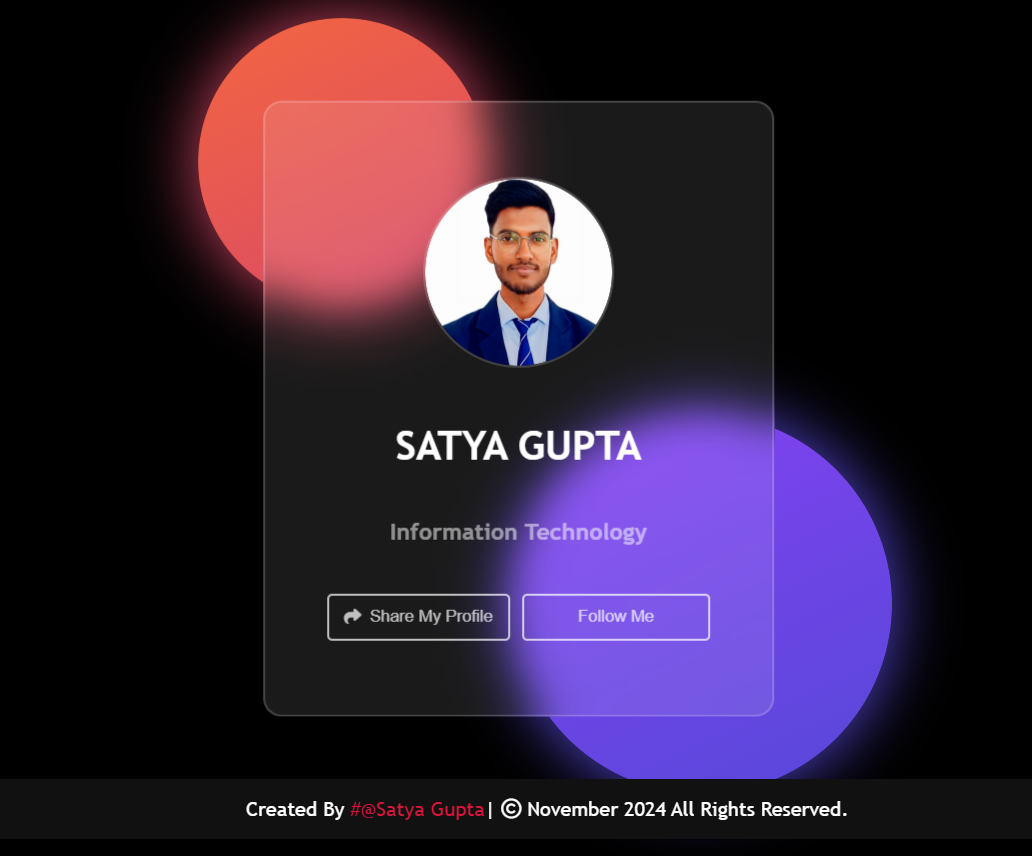 SATYA GUPTA
Information Technology
Share My Profile
Follow Me
Created By #@Satya Gupta| © November 2024 All Rights Reserved.